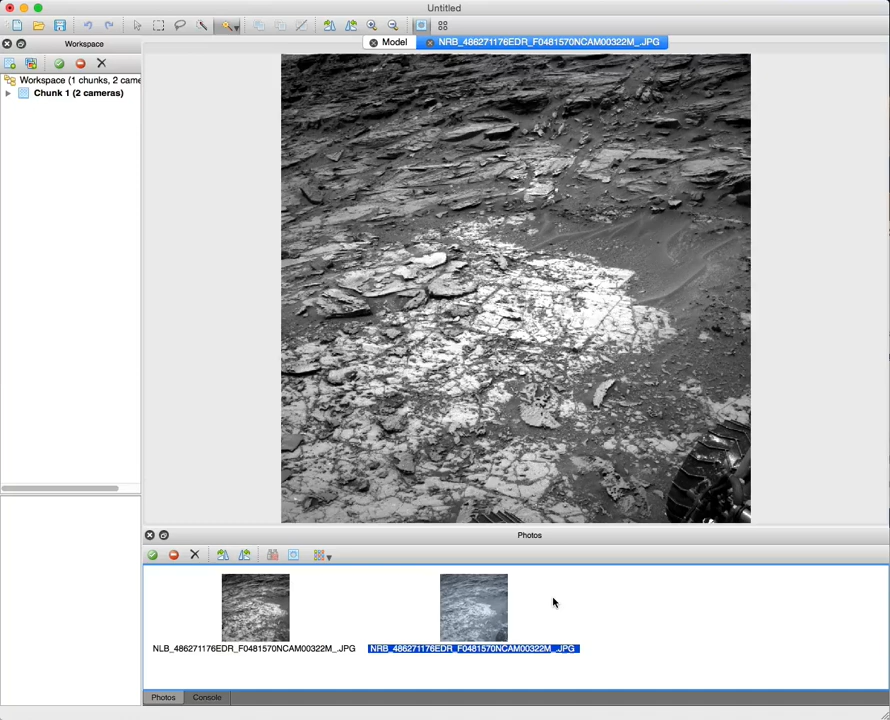 Untitled
Workspace
Model
NRB_486271176EDR_F0481570NCAM00322M_.JPG
Workspace (1 chunks, 2 came
Chunk 1 (2 cameras)
Photos
NLB_486271176EDR_F0481570NCAM00322M_.JPG
NRB_486271176EDR_F0481570NCAM00322M_.JPG
Photos
Console